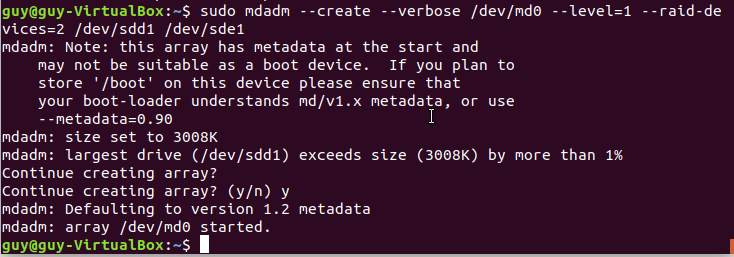 guy@guy-VirtualBox:~$ sudo mdadm --create --verbose /dev/md0 --level=1 --raid-de
vices=2 /dev/sdd1 /dev/sde1
mdadm: Note: this array has metadata at the start and
    may not be suitable as a boot device.  If you plan to
    store '/boot' on this device please ensure that
    your boot-loader understands md/v1.x metadata, or use
    --metadata=0.90
mdadm: size set to 3008K
mdadm: largest drive (/dev/sdd1) exceeds size (3008K) by more than 1%
Continue creating array?
Continue creating array? (y/n) y
mdadm: Defaulting to version 1.2 metadata
mdadm: array /dev/md0 started.
guy@guy-VirtualBox:~$